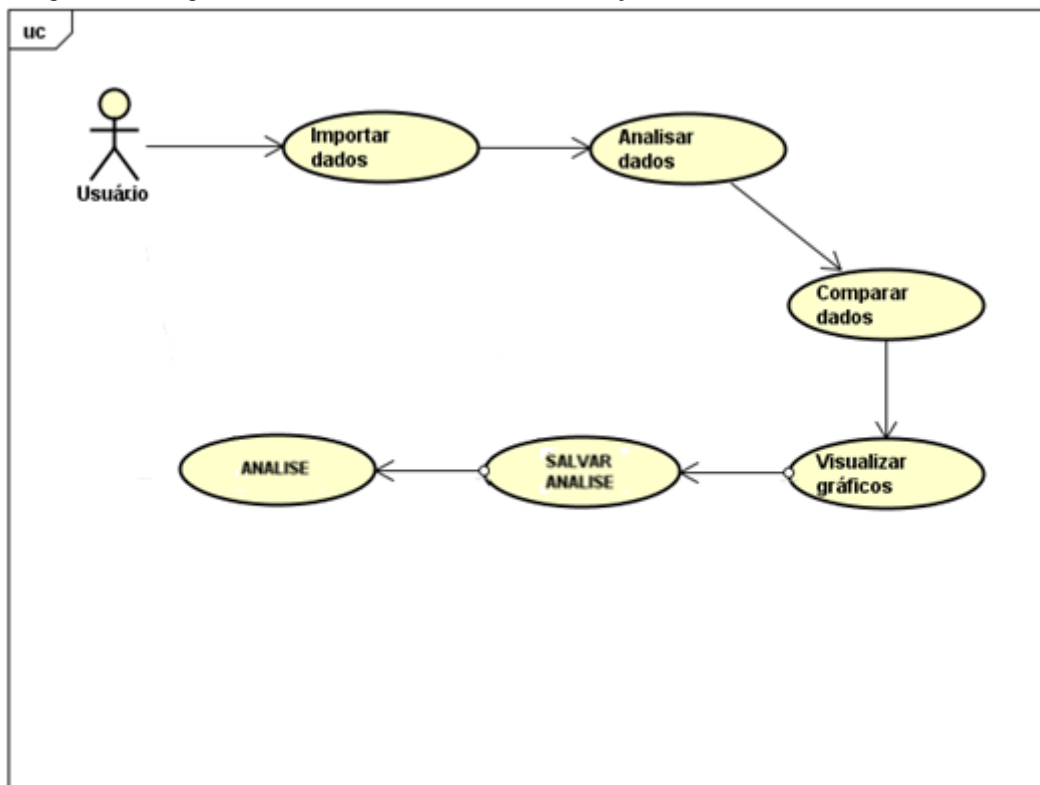 uc
Usuário
Importar
dados
Analisar
dados
Comparar
dados
Visualizar
gráficos
SALVAR
ANALISE
ANALISE